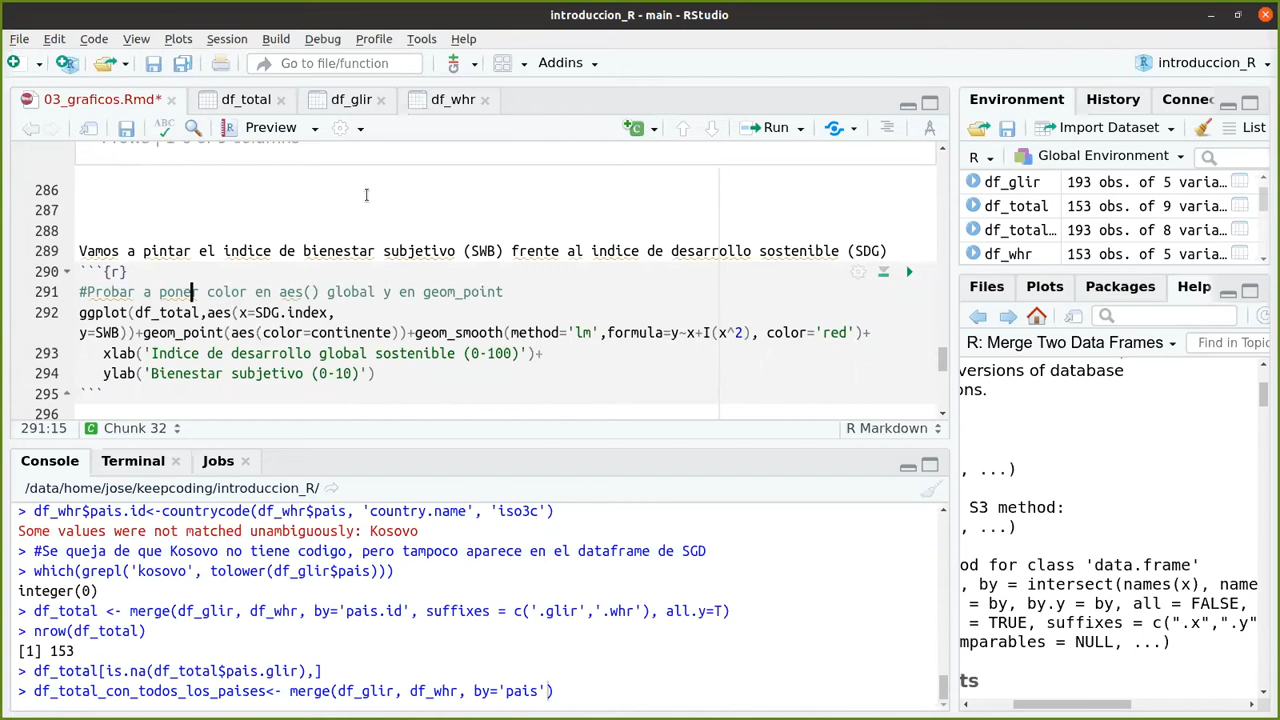 introduccion_R - main - RStudio
File Edit Code View Plots Session Build Debug Profile Tools Help
Go to file/function Addins introduccion_R
03_graficos.Rmd* df_total df_glir df_whr
ABC Preview Run
286
287
288
289 Vamos a pintar el indice de bienestar subjetivo (SWB) frente al indice de desarrollo sostenible (SDG)
290 ```{r}
291 #Probar a poner color en aes() global y en geom_point
292 ggplot(df_total,aes(x=SDG.index,
y=SWB))+geom_point(aes(color=continente))+geom_smooth(method='lm',formula=y~x+I(x^2), color='red')+
293 xlab('Indice de desarrollo global sostenible (0-100)')+
294 ylab('Bienestar subjetivo (0-10)')
295 ```
296
291:15 Chunk 32 R Markdown
Console Terminal Jobs
/data/home/jose/keepcoding/introduccion_R/
> df_whr$pais.id<-countrycode(df_whr$pais, 'country.name', 'iso3c')
Some values were not matched unambiguously: Kosovo
> #Se queja de que Kosovo no tiene codigo, pero tampoco aparece en el dataframe de SGD
> which(grepl('kosovo', tolower(df_glir$pais)))
integer(0)
> df_total <- merge(df_glir, df_whr, by='pais.id', suffixes = c('.glir','.whr'), all.y=T)
> nrow(df_total)
[1] 153
> df_total[is.na(df_total$pais.glir),]
> df_total_con_todos_los_paises<- merge(df_glir, df_whr, by='pais')
Environment History Connec
Import Dataset List
R Global Environment
df_glir 193 obs. of 5 varia…
df_total 153 obs. of 9 varia…
df_total… 193 obs. of 8 varia…
df_whr 153 obs. of 5 varia…
Files Plots Packages Help
R: Merge Two Data Frames Find in Topic
versions of database
ons.
, ...)
S3 method:
, ...)
od for class 'data.frame'
, by = intersect(names(x), name
= by, by.y = by, all = FALSE,
= TRUE, suffixes = c(".x",".y"
mparables = NULL, ...)
ts